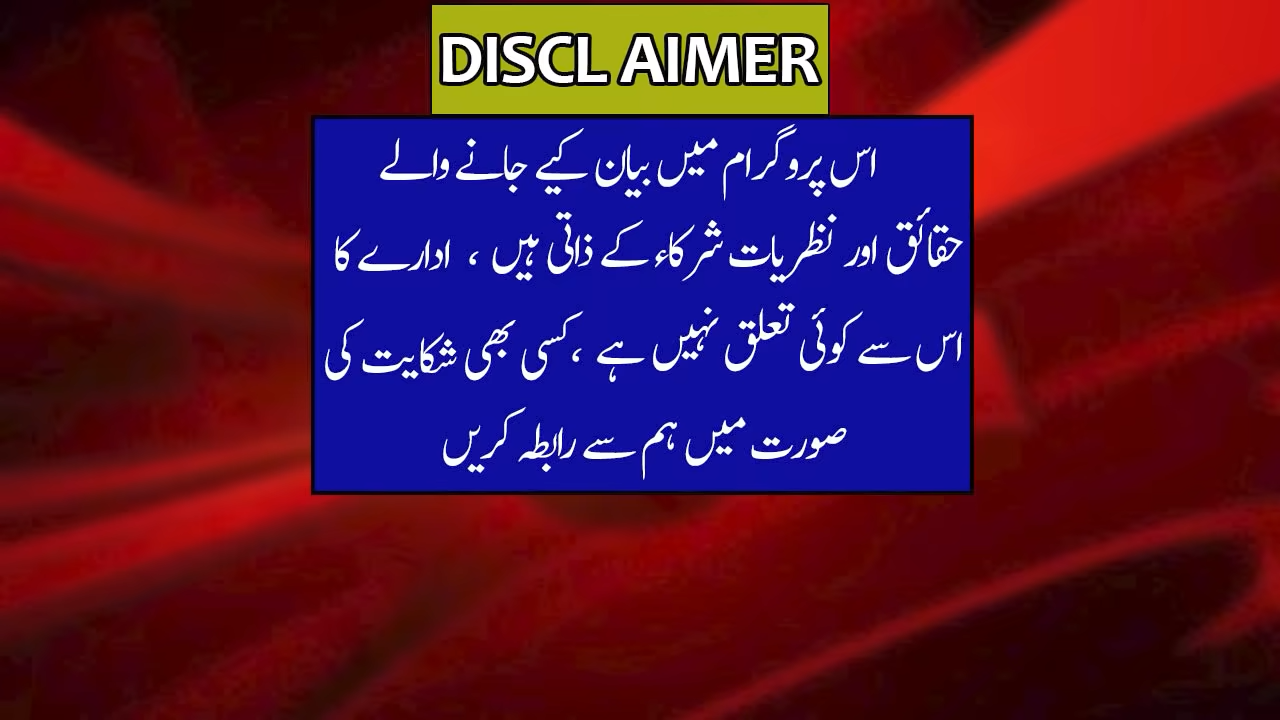 DISCL AIMER
اس پروگرام میں بیان کیے جانے والے
حقائق اور نظریات شرکاء کے ذاتی ہیں ، ادارے کا
اس سے کوئی تعلق نہیں ہے ،کسی بھی شکایت کی
صورت میں ہم سے رابطہ کریں